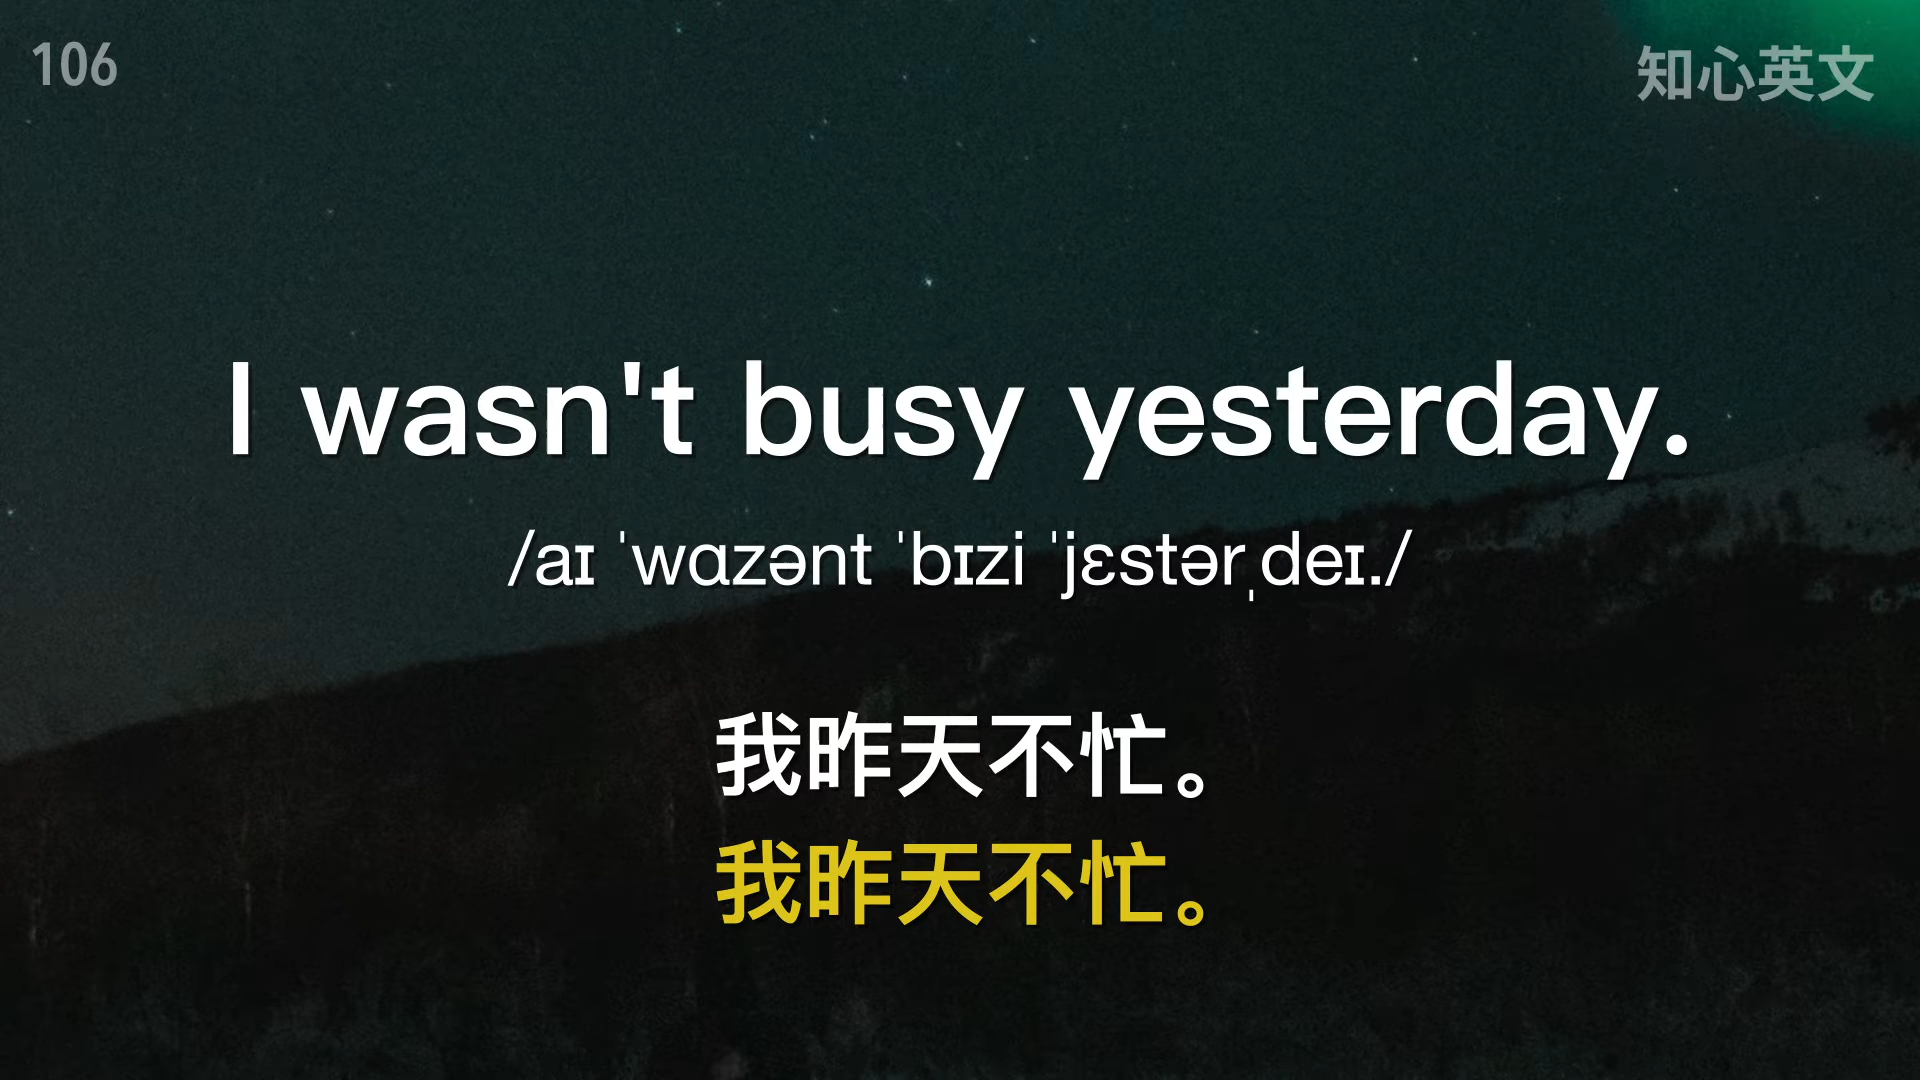 106
知心英文
I wasn't busy yesterday.
/aɪ ˈwɑzənt ˈbɪzi ˈjɛstərˌdeɪ./
我昨天不忙。
我昨天不忙。